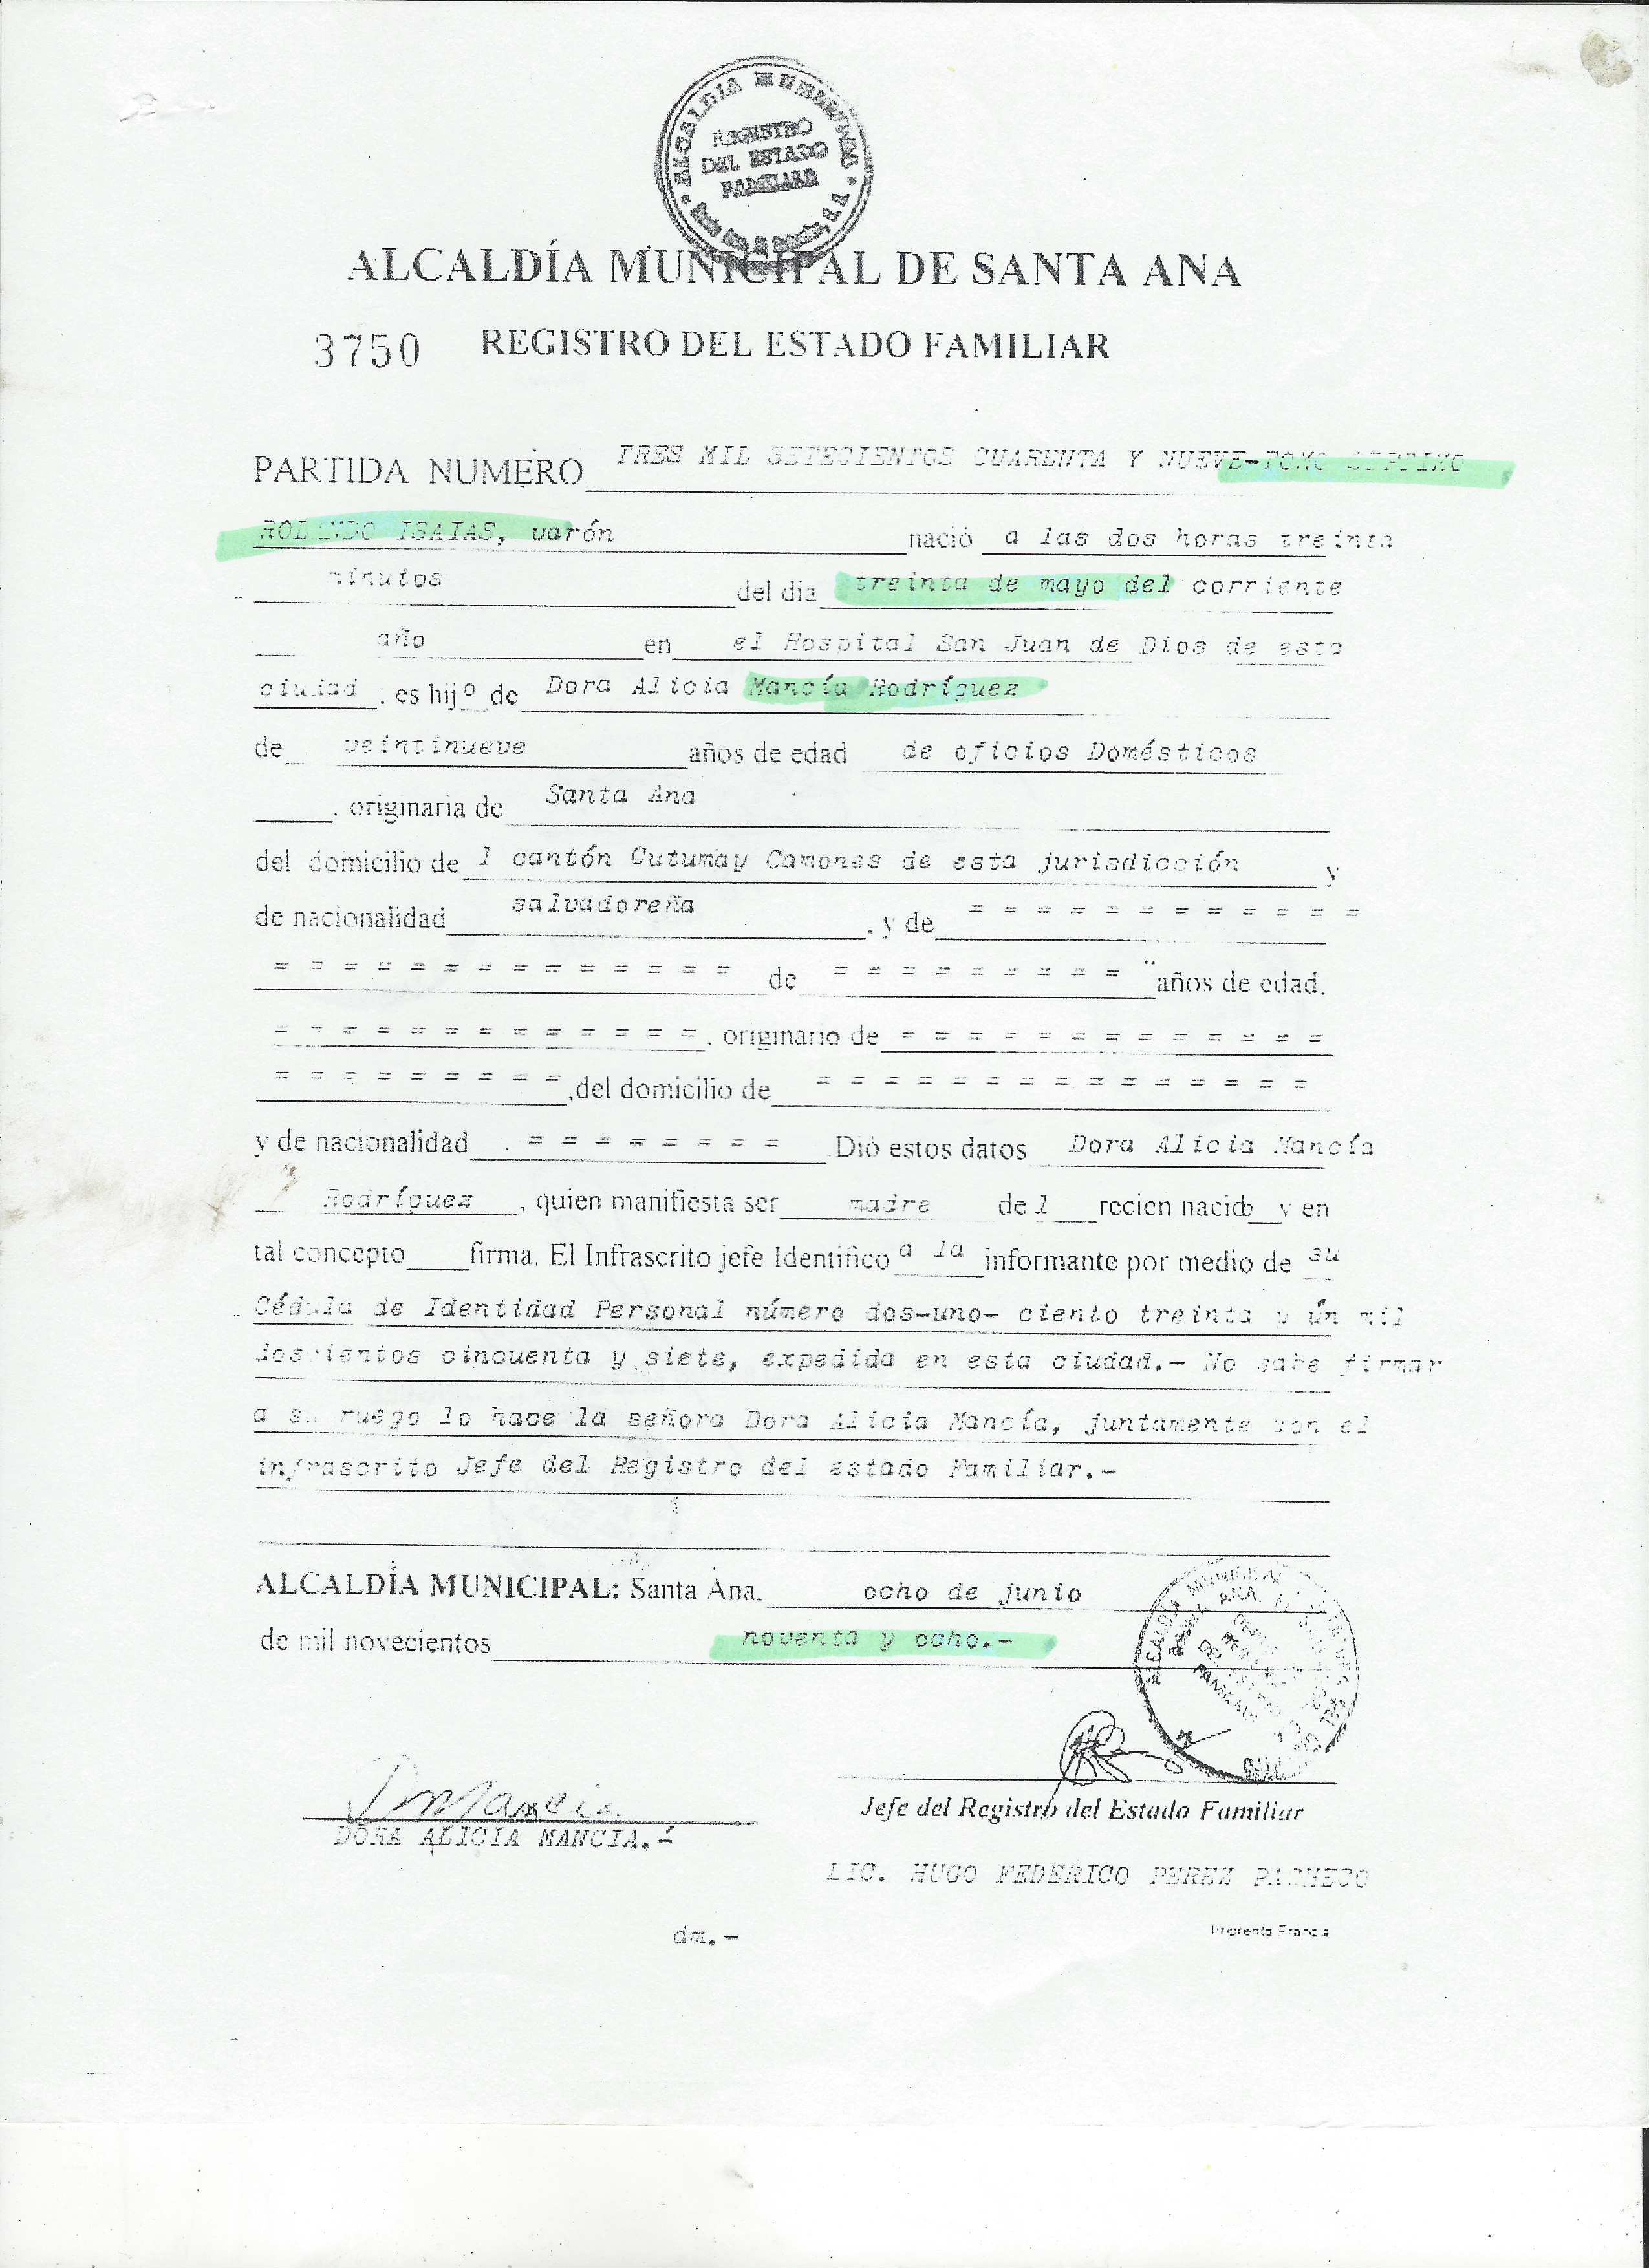 ALCALDIA MUNICIPAL
REGISTRO
DEL ESTADO
FAMILIAR
ALCALDÍA MUNICIPAL DE SANTA ANA
3750 REGISTRO DEL ESTADO FAMILIAR
PARTIDA NUMERO TRES MIL SETECIENTOS CUARENTA Y NUEVE-TOMO SEPTIMO
ROLANDO ISAIAS, varón nació a las dos horas treinta
minutos del dia treinta de mayo del corriente
año en el Hospital San Juan de Dios de esta
ciudad . es hijo de Dora Alicia Mancía Rodríguez
de veintinueve años de edad de oficios Domésticos
. originaria de Santa Ana
del domicilio de l cantón Cutumay Camones de esta jurisdicción y
de nacionalidad salvadoreña . y de = = = = = = = = = = = =
= = = = = = = = = = = = = = de = = = = = = = = = años de edad.
= = = = = = = = = = = = = . originario de = = = = = = = = = = = = =
= = = = = = = = = ,del domicilio de = = = = = = = = = = = = = = =
y de nacionalidad = = = = = = = = Dió estos datos Dora Alicia Mancía
Rodríguez , quien manifiesta ser madre de l recien nacido y en
tal concepto firma. El Infrascrito jefe Identifico a la informante por medio de su
Cédula de Identidad Personal número dos-uno- ciento treinta y ún mil
doscientos cincuenta y siete, expedida en esta ciudad.- No sabe firmar
a su ruego lo hace la señora Dora Alicia Mancía, juntamente con el
infrascrito Jefe del Registro del estado Familiar.-
ALCALDÍA MUNICIPAL: Santa Ana. ocho de junio
de mil novecientos noventa y ocho.-
DMancia
DORA ALICIA MANCIA.-
Jefe del Registro del Estado Familiar
LIC. HUGO FEDERICO PEREZ PACHECO
dm.- Imprenta Francia